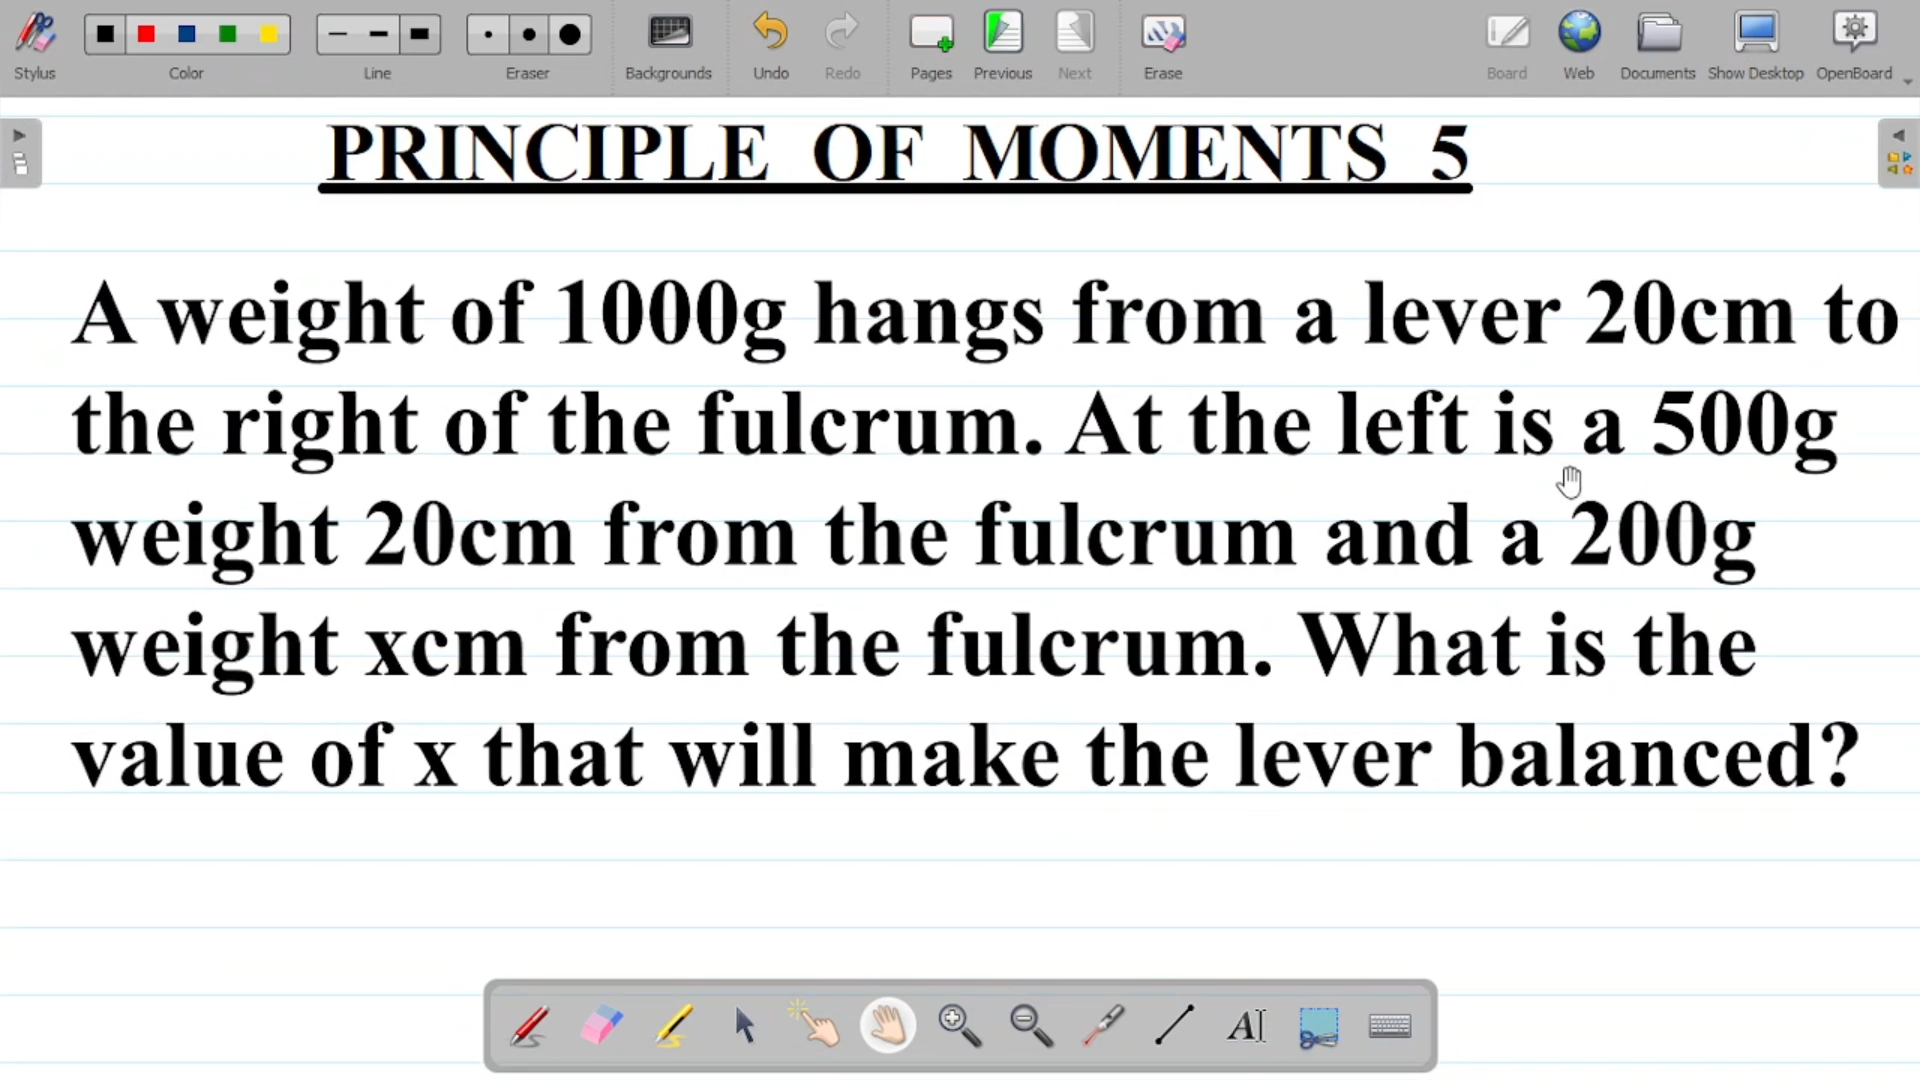 Stylus Color Line Eraser Backgrounds Undo Redo Pages Previous Next Erase Board Web Documents Show Desktop OpenBoard
PRINCIPLE OF MOMENTS 5
A weight of 1000g hangs from a lever 20cm to
the right of the fulcrum. At the left is a 500g
weight 20cm from the fulcrum and a 200g
weight xcm from the fulcrum. What is the
value of x that will make the lever balanced?